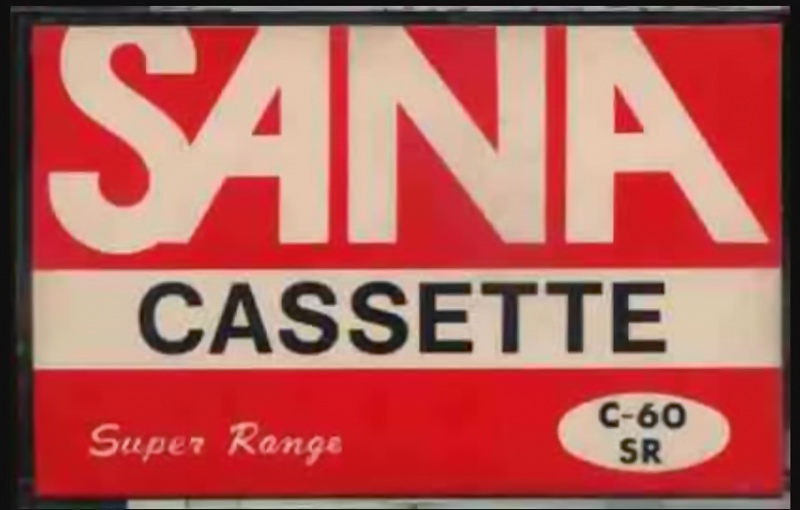 SANA
CASSETTE
Super Range
C-60
SR